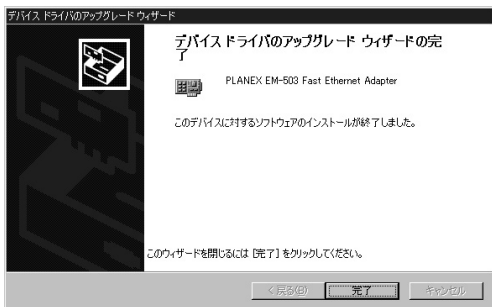 デバイス ドライバのアップグレード ウィザード
デバイス ドライバのアップグレード ウィザードの完
了
PLANEX EM-503 Fast Ethernet Adapter
このデバイスに対するソフトウェアのインストールが終了しました。
このウィザードを閉じるには [完了] をクリックしてください。
< 戻る(B)
完了
キャンセル